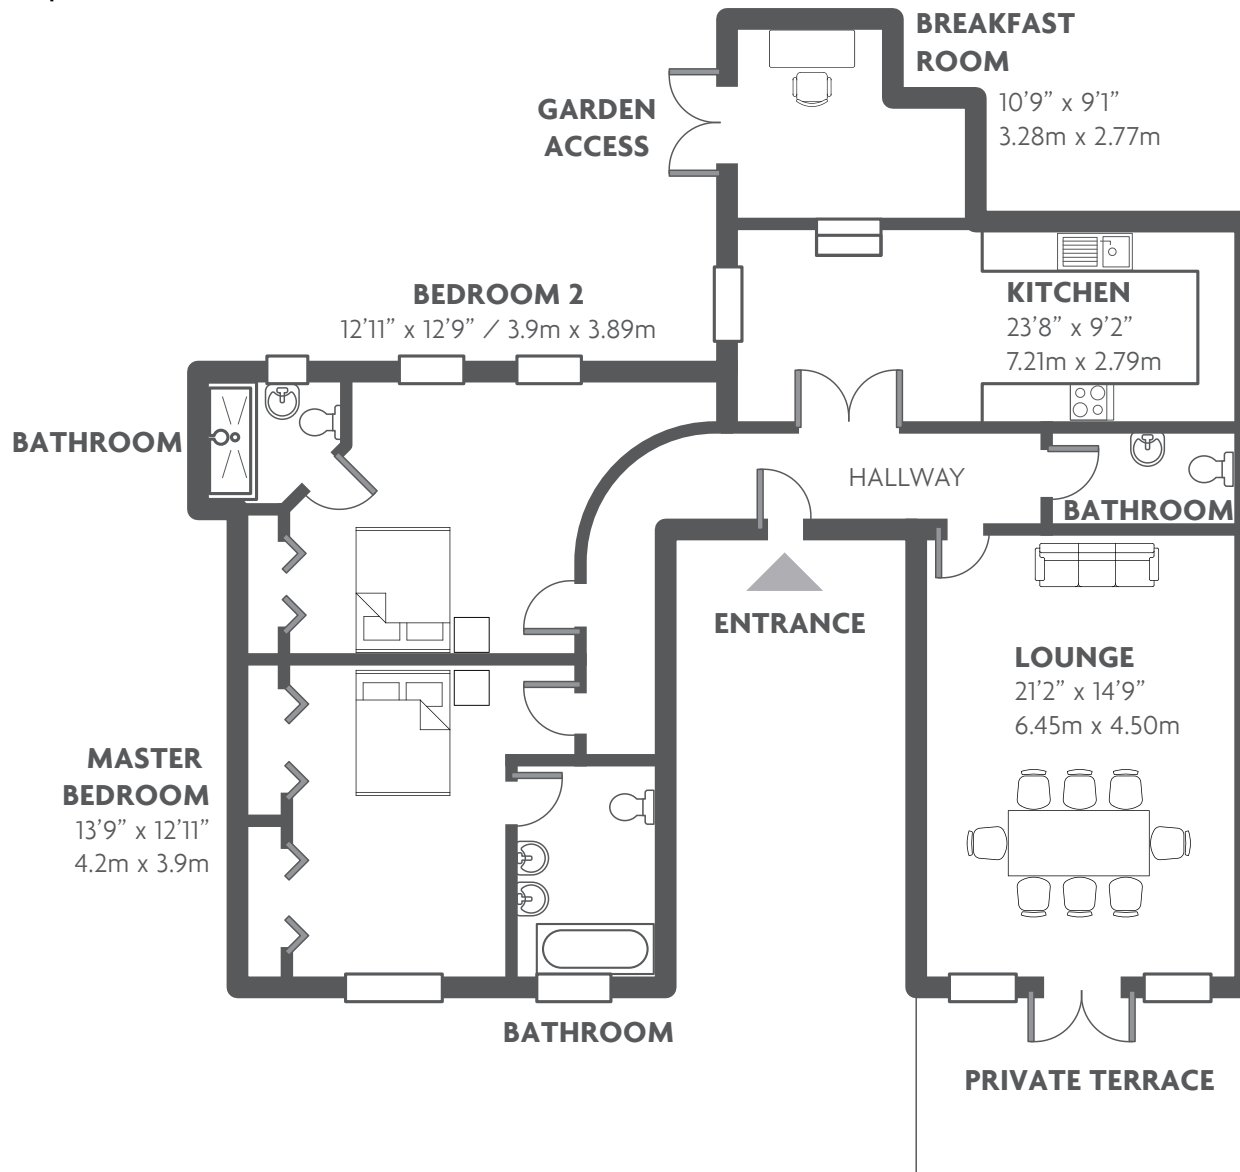 BREAKFAST
ROOM
10'9” x 9'1”
3.28m x 2.77m
GARDEN
ACCESS
BEDROOM 2
12'11” x 12'9” / 3.9m x 3.89m
KITCHEN
23'8” x 9'2”
7.21m x 2.79m
BATHROOM
HALLWAY
BATHROOM
ENTRANCE
LOUNGE
21'2” x 14'9”
6.45m x 4.50m
MASTER
BEDROOM
13'9” x 12'11”
4.2m x 3.9m
BATHROOM
PRIVATE TERRACE